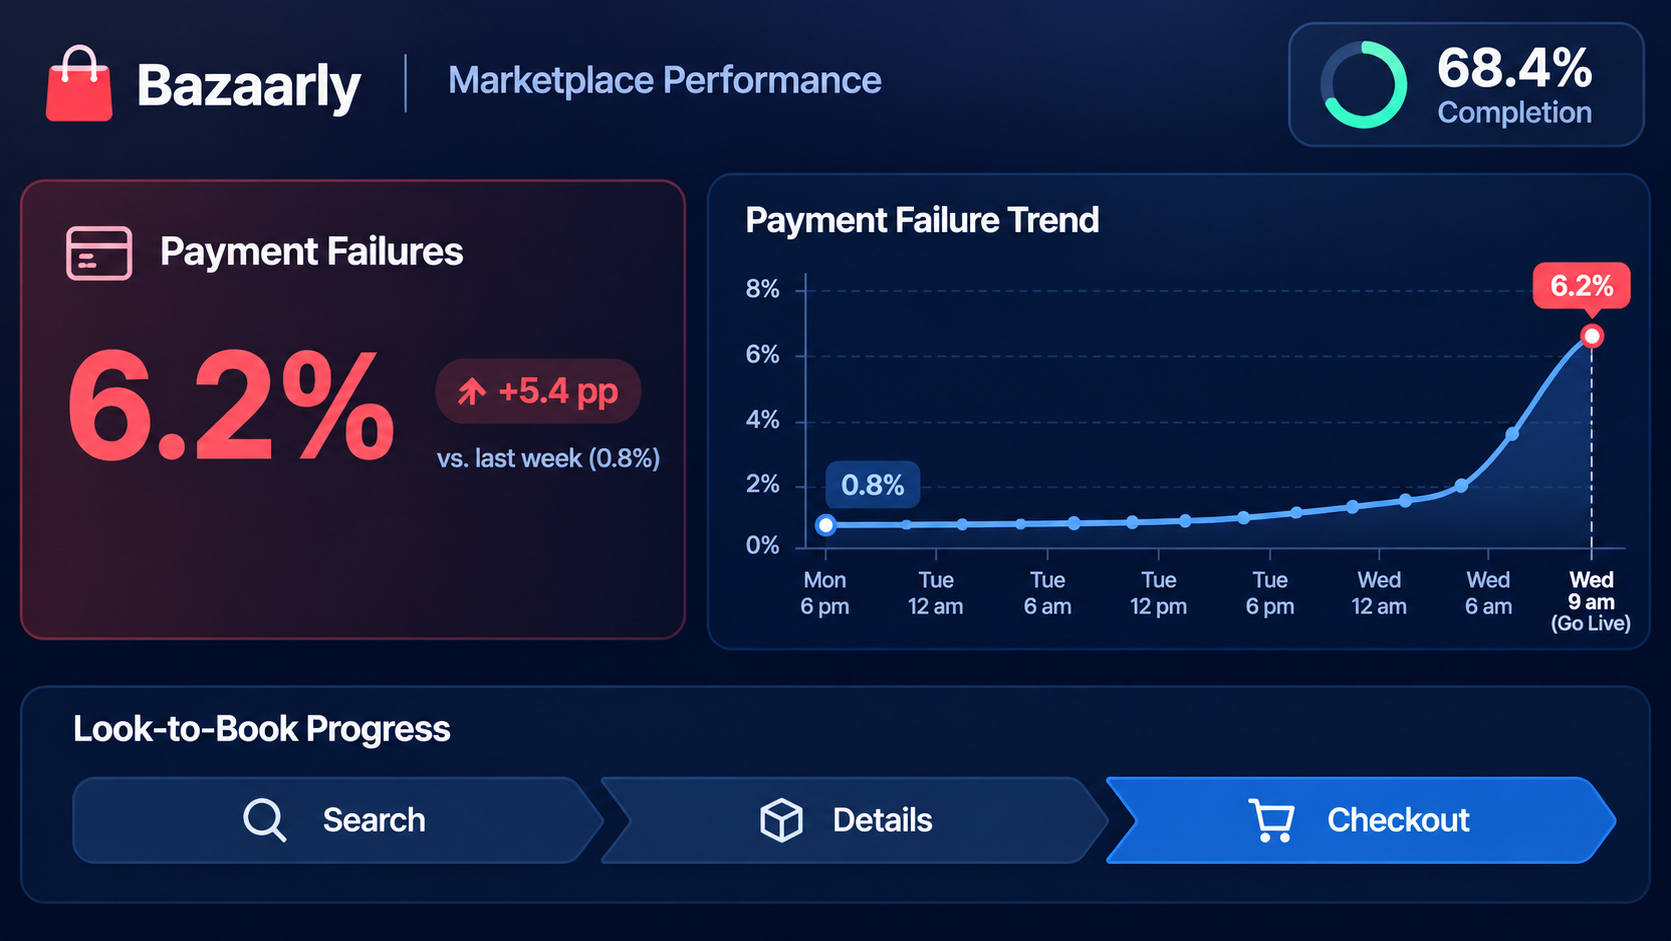 Bazaarly
Marketplace Performance
68.4%
Completion
Payment Failures
6.2%
+5.4 pp
vs. last week (0.8%)
Payment Failure Trend
8%
6%
4%
2%
0%
0.8%
6.2%
Mon
6 pm
Tue
12 am
Tue
6 am
Tue
12 pm
Tue
6 pm
Wed
12 am
Wed
6 am
Wed
9 am
(Go Live)
Look-to-Book Progress
Search
Details
Checkout